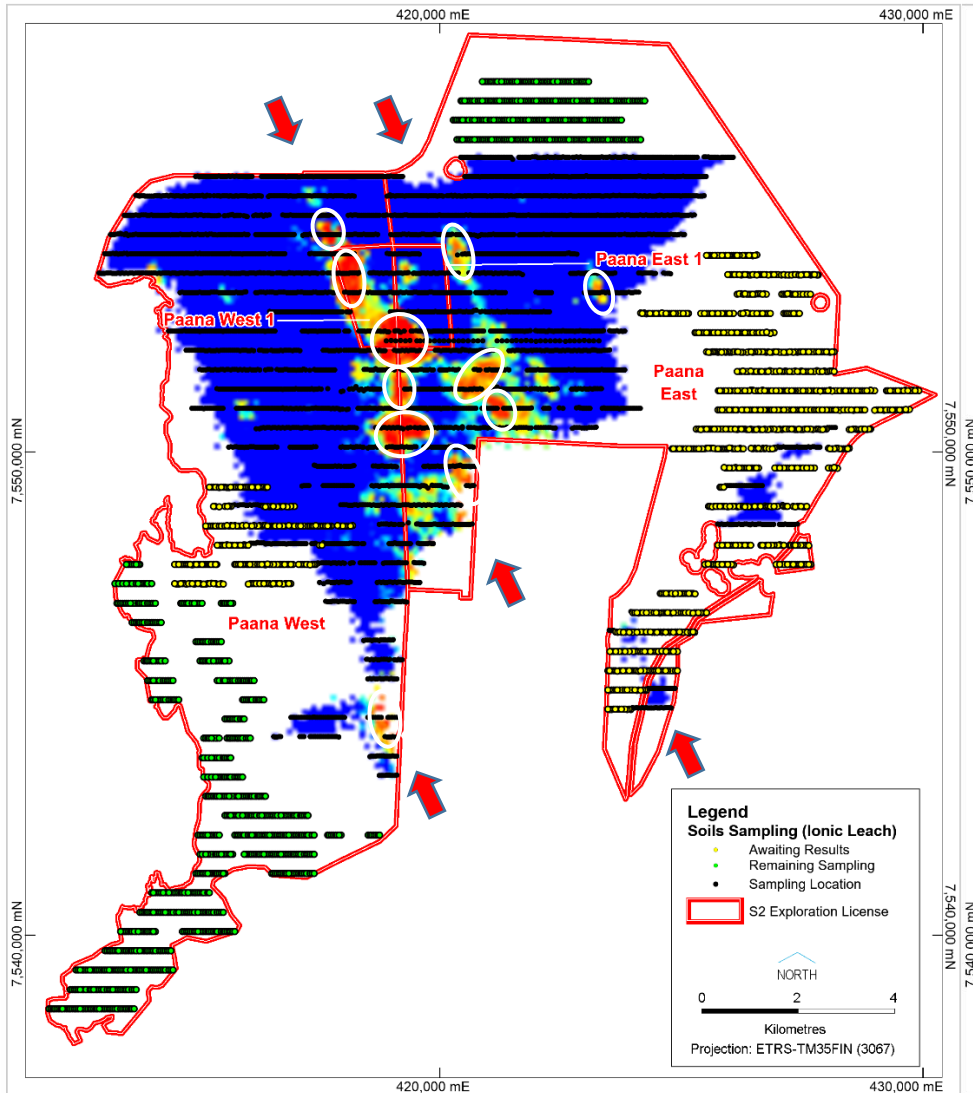 420,000 mE
430,000 mE
Paana East 1
Paana West 1
Paana
East
7,550,000 mN
7,550,000 mN
Paana West
Legend
Soils Sampling (Ionic Leach)
Awaiting Results
Remaining Sampling
Sampling Location
S2 Exploration License
NORTH
0
2
4
Kilometres
Projection: ETRS-TM35FIN (3067)
7,540,000 mN
7,540,000 mN
420,000 mE
430,000 mE